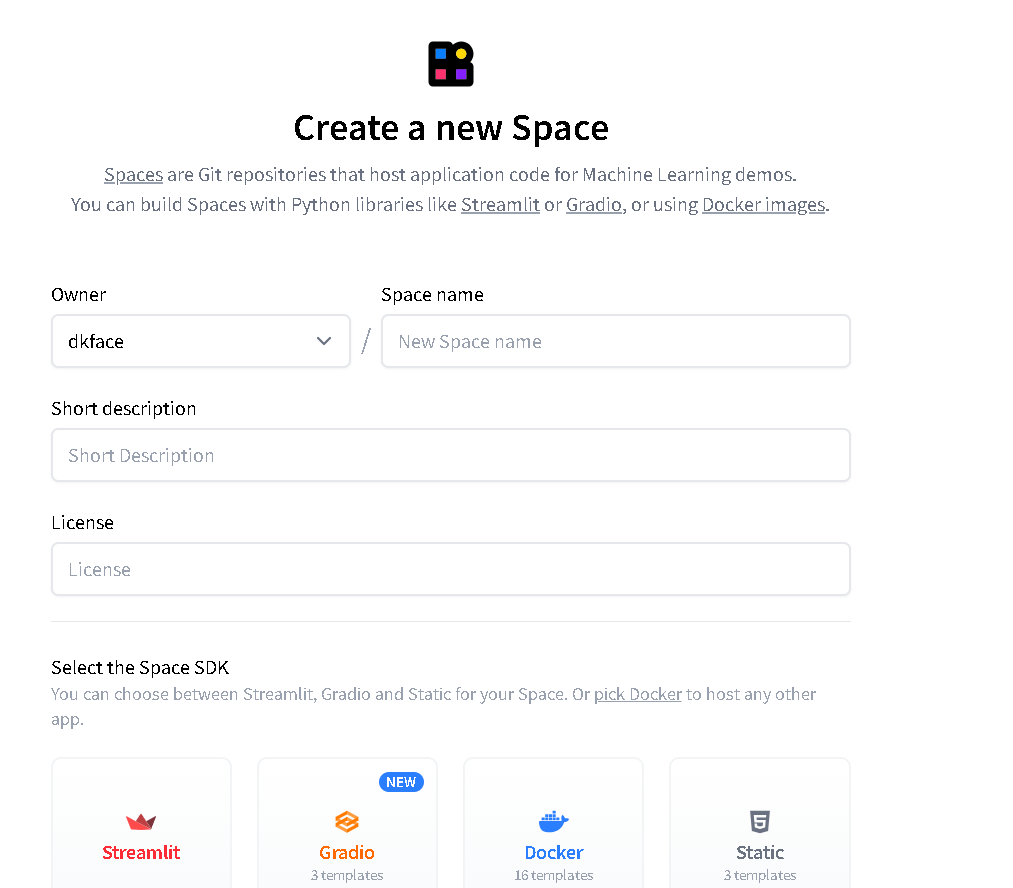 Create a new Space
Spaces are Git repositories that host application code for Machine Learning demos.
You can build Spaces with Python libraries like Streamlit or Gradio, or using Docker images.
Owner
Space name
dkface
/
New Space name
Short description
Short Description
License
License
Select the Space SDK
You can choose between Streamlit, Gradio and Static for your Space. Or pick Docker to host any other
app.
NEW
Streamlit
Gradio
Docker
Static
3 templates
16 templates
3 templates